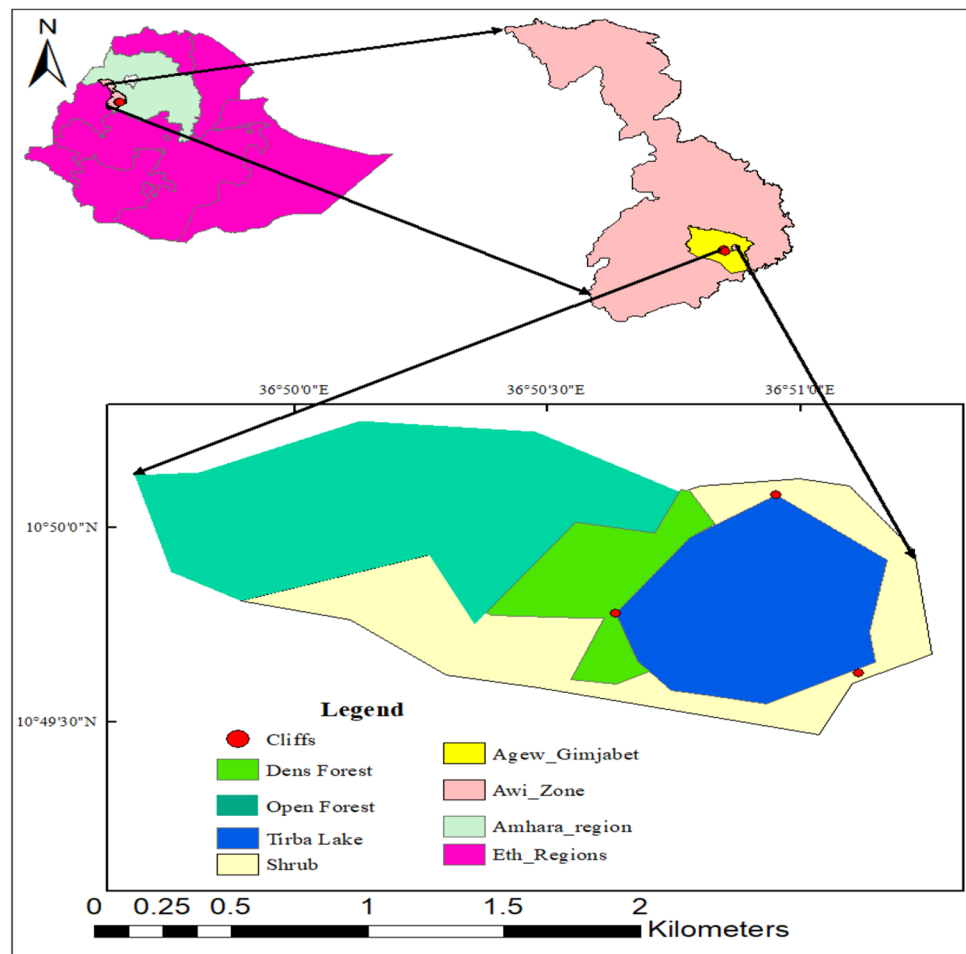 N
36°50'0"E 36°50'30"E 36°51'0"E
10°50'0"N
10°49'30"N
Legend
Cliffs
Dens Forest
Open Forest
Tirba Lake
Shrub
Agew_Gimjabet
Awi_Zone
Amhara_region
Eth_Regions
0 0.25 0.5 1 1.5 2
Kilometers